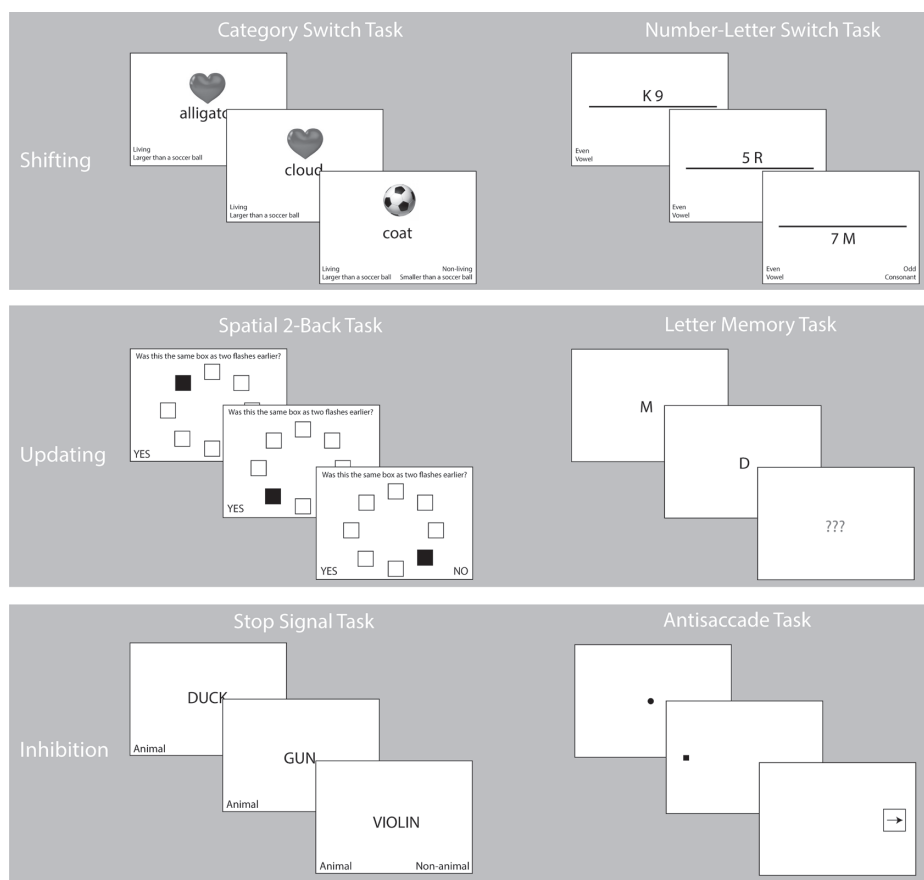 Category Switch Task
Number-Letter Switch Task
Shifting
alligato
Living
Larger than a soccer ball
cloud
Living
Larger than a soccer ball
coat
Living
Non-living
Larger than a soccer ball
Smaller than a soccer ball
K 9
Even
Vowel
5 R
Even
Vowel
7 M
Even
Odd
Vowel
Consonant
Spatial 2-Back Task
Letter Memory Task
Updating
Was this the same box as two flashes earlier?
YES
Was this the same box as two flashes earlier?
YES
Was this the same box as two flashes earlier?
YES
NO
M
D
???
Stop Signal Task
Antisaccade Task
Inhibition
DUCK
Animal
GUN
Animal
VIOLIN
Animal
Non-animal